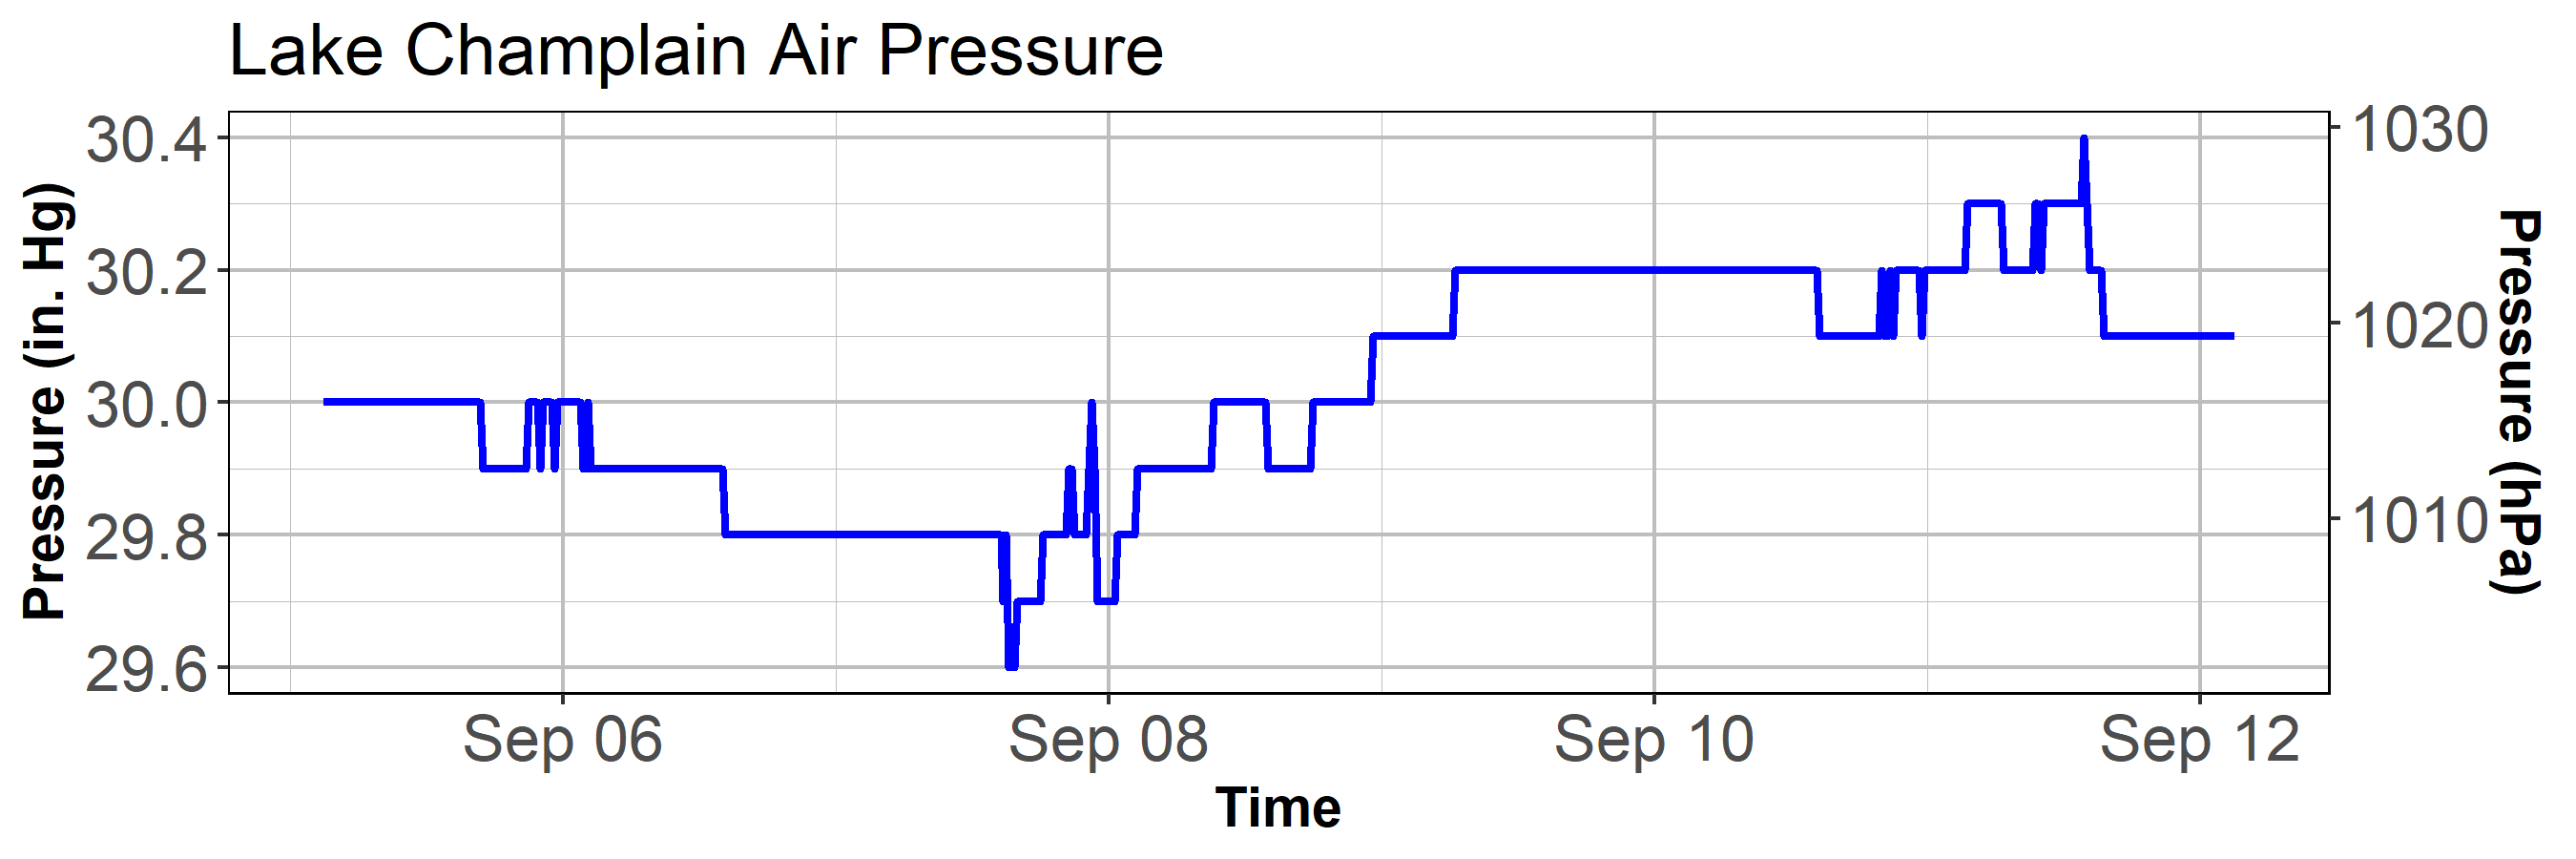 Lake Champlain Air Pressure
Pressure (in. Hg)
30.4
30.2
30.0
29.8
29.6
1030
1020
1010
Pressure (hPa)
Sep 06 Sep 08 Sep 10 Sep 12
Time